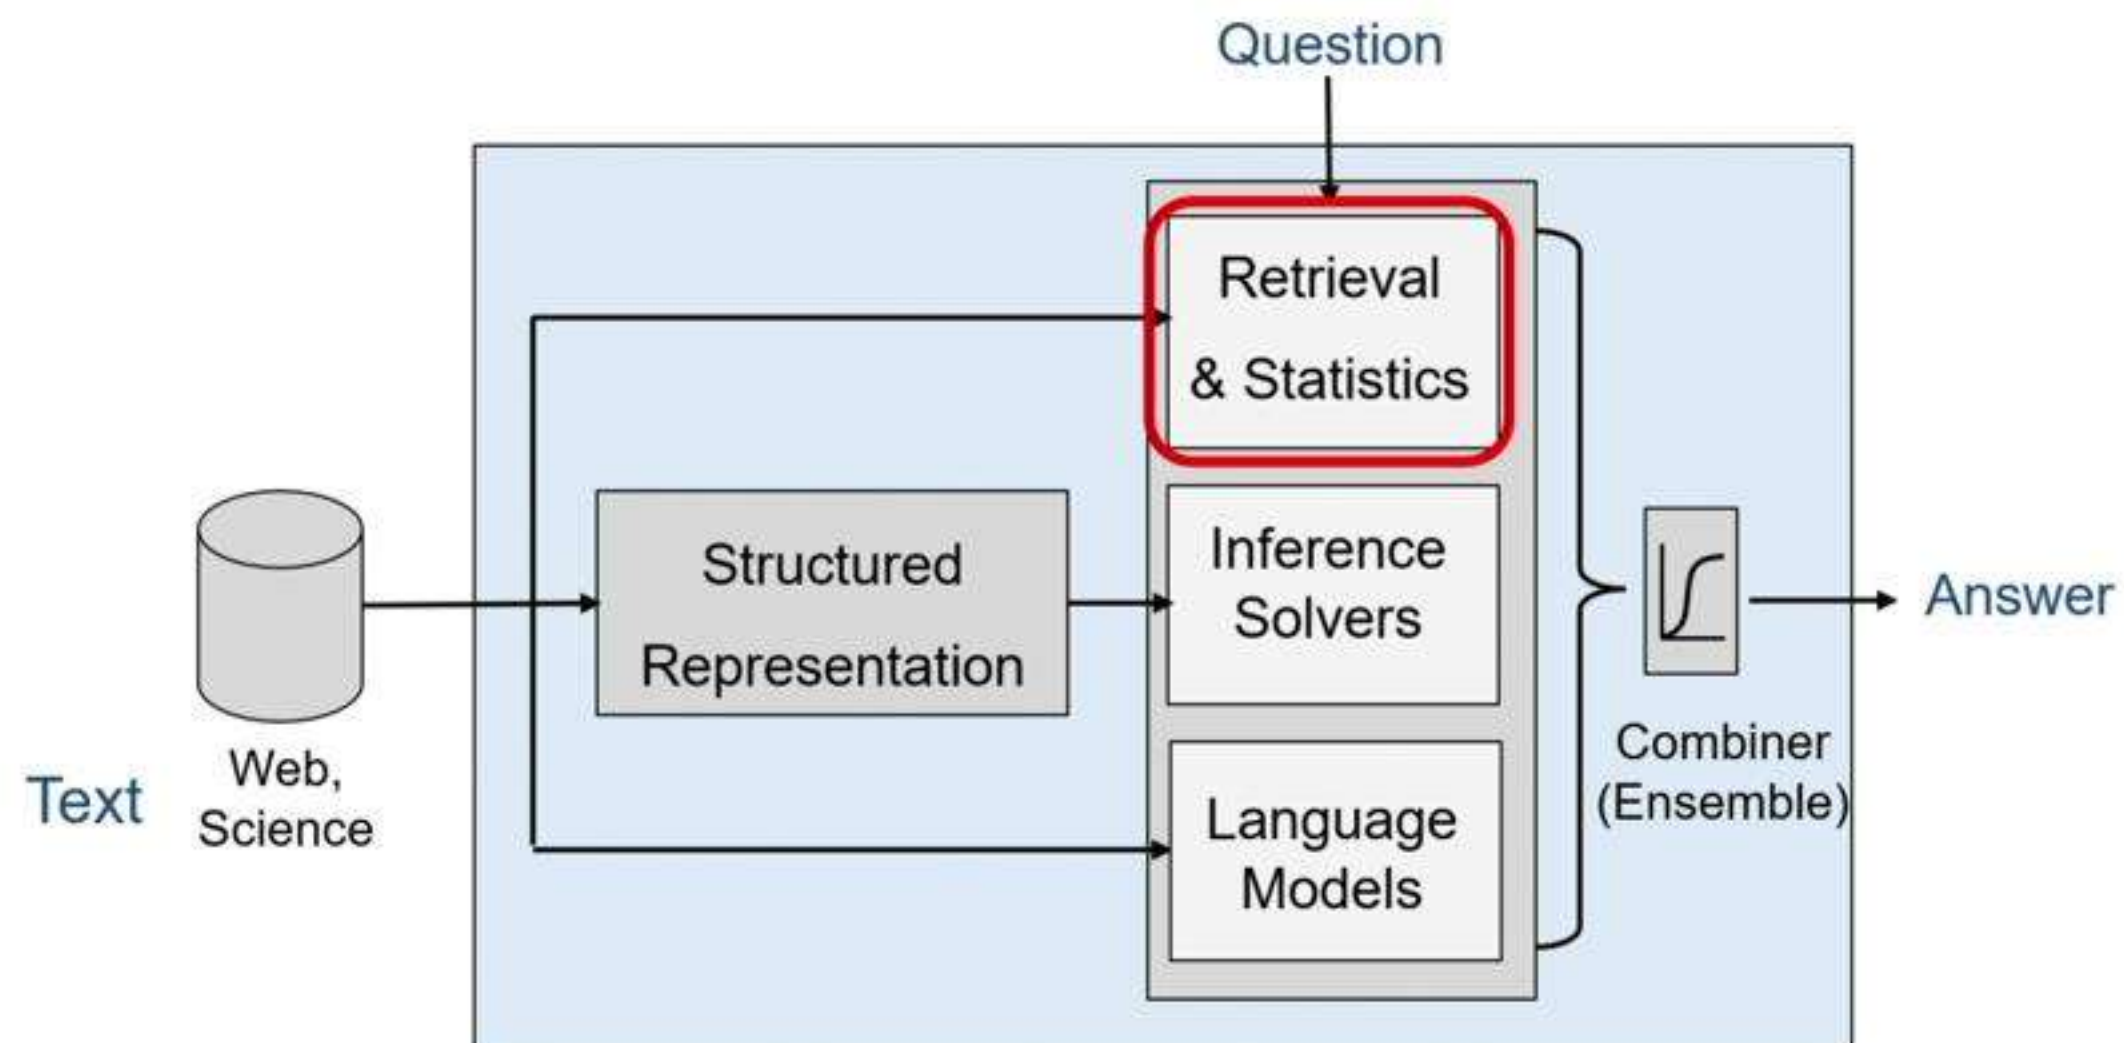 Question
Retrieval
& Statistics
Structured
Representation
Inference
Solvers
Answer
Text
Web,
Science
Language
Models
Combiner
(Ensemble)